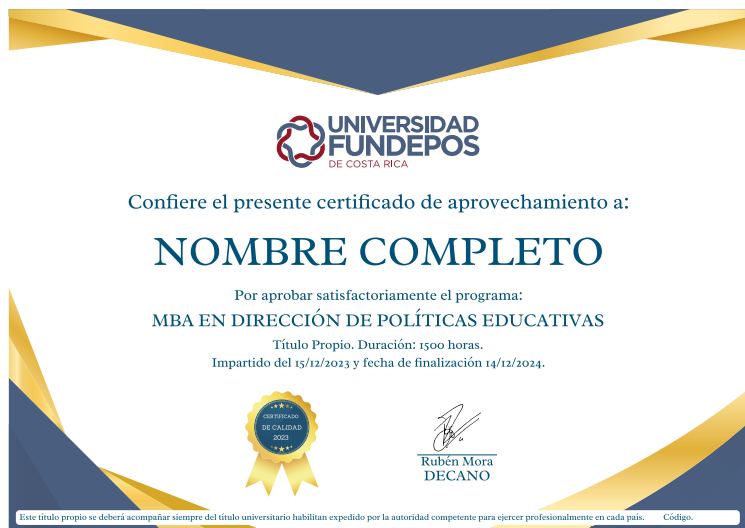 UNIVERSIDAD
FUNDEPOS
DE COSTA RICA
Confiere el presente certificado de aprovechamiento a:
NOMBRE COMPLETO
Por aprobar satisfactoriamente el programa:
MBA EN DIRECCIÓN DE POLÍTICAS EDUCATIVAS
Título Propio. Duración: 1500 horas.
Impartido del 15/12/2023 y fecha de finalización 14/12/2024.
CERTIFICADO
DE CALIDAD
2023
Rubén Mora
DECANO
Este título propio se deberá acompañar siempre del título universitario habilitan expedido por la autoridad competente para ejercer profesionalmente en cada país. Código.